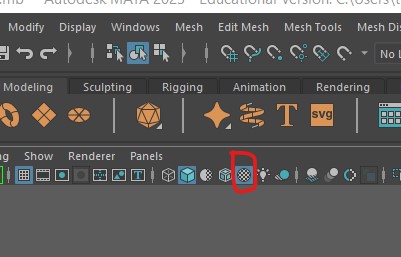 .mb Autodesk MAYA 2025 Educational Version: C:\Users\t
Modify Display Windows Mesh Edit Mesh Mesh Tools Mesh Dis
No L
Modeling Sculpting Rigging Animation Rendering
T SVG
ng Show Renderer Panels
T